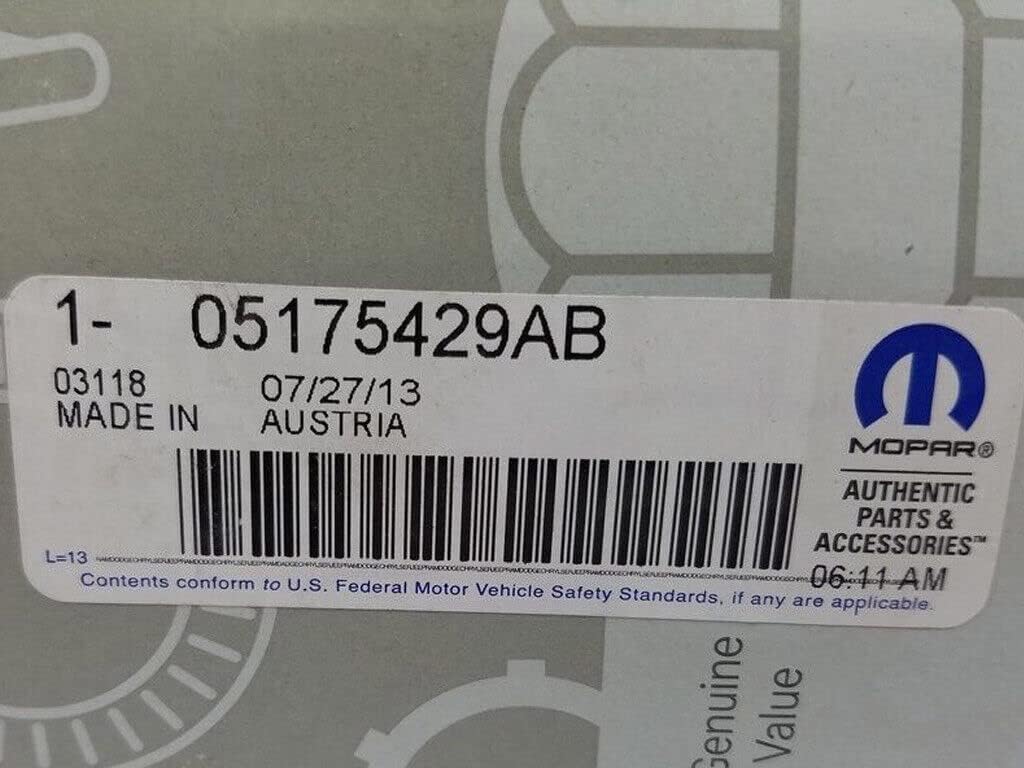 1- 05175429AB
03118 07/27/13
MADE IN AUSTRIA
MOPAR®
AUTHENTIC
PARTS &
ACCESSORIES™
06:11 AM
L=13
Contents conform to U.S. Federal Motor Vehicle Safety Standards, if any are applicable.
Genuine
Value